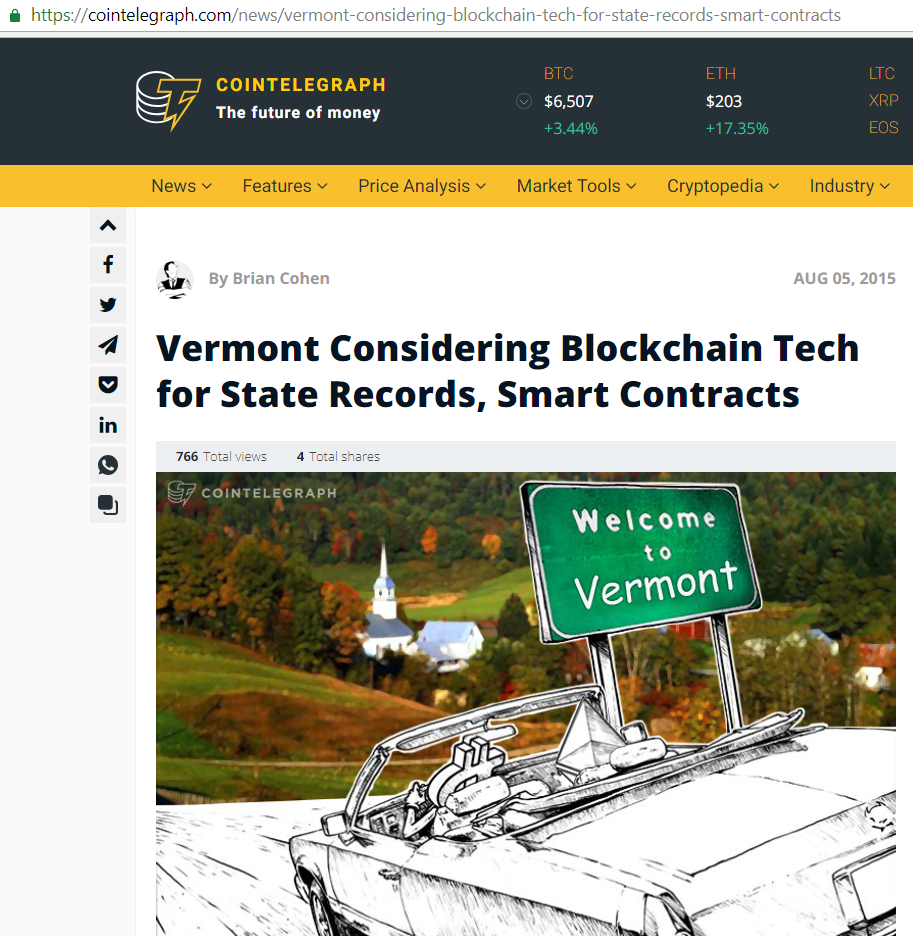 https://cointelegraph.com/news/vermont-considering-blockchain-tech-for-state-records-smart-contracts
COINTELEGRAPH
The future of money
BTC
$6,507
+3.44%
ETH
$203
+17.35%
LTC
XRP
EOS
News
Features
Price Analysis
Market Tools
Cryptopedia
Industry
By Brian Cohen
AUG 05, 2015
Vermont Considering Blockchain Tech
for State Records, Smart Contracts
766 Total views 4 Total shares
COINTELEGRAPH
Welcome
to
Vermont